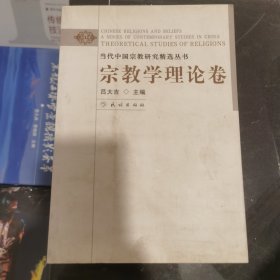 CHINESE RELIGIONS AND BELIEFS
A SERIES OF CONTEMPORARY STUDIES IN CHINA
THEORETICAL STUDIES OF RELIGIONS
当代中国宗教研究精选丛书
宗教学理论卷
吕大吉 ◇ 主编
民族出版社